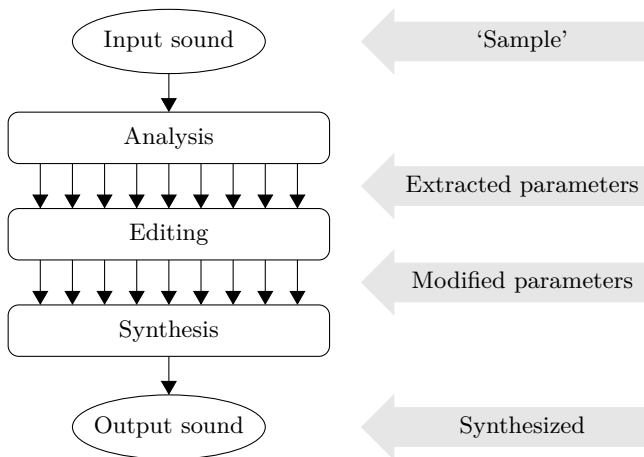 Input sound
‘Sample’
Analysis
Extracted parameters
Editing
Modified parameters
Synthesis
Output sound
Synthesized